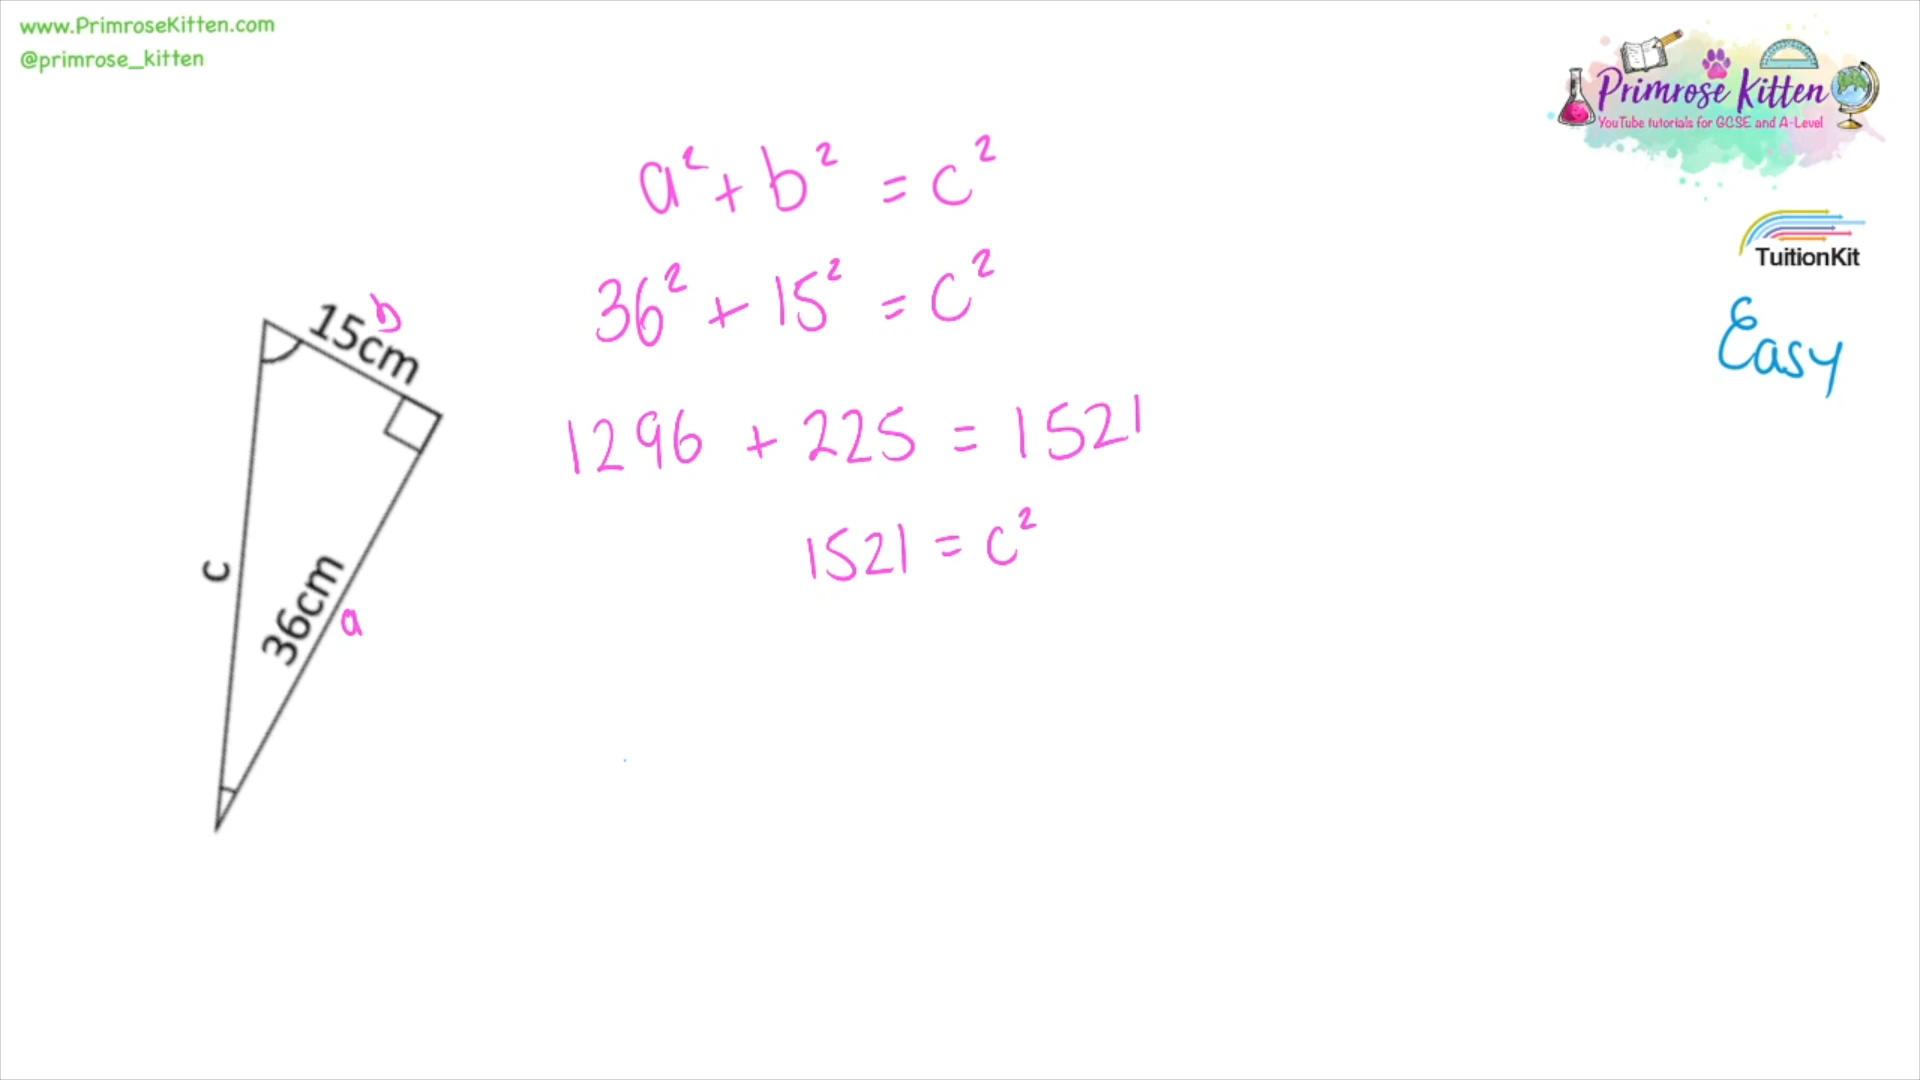 www.PrimroseKitten.com
@primrose_kitten
Primrose Kitten
YouTube tutorials for GCSE and A-Level
TuitionKit
Easy
a² + b² = c²
36² + 15² = c²
1296 + 225 = 1521
1521 = c²
b
15cm
c
36cm
a